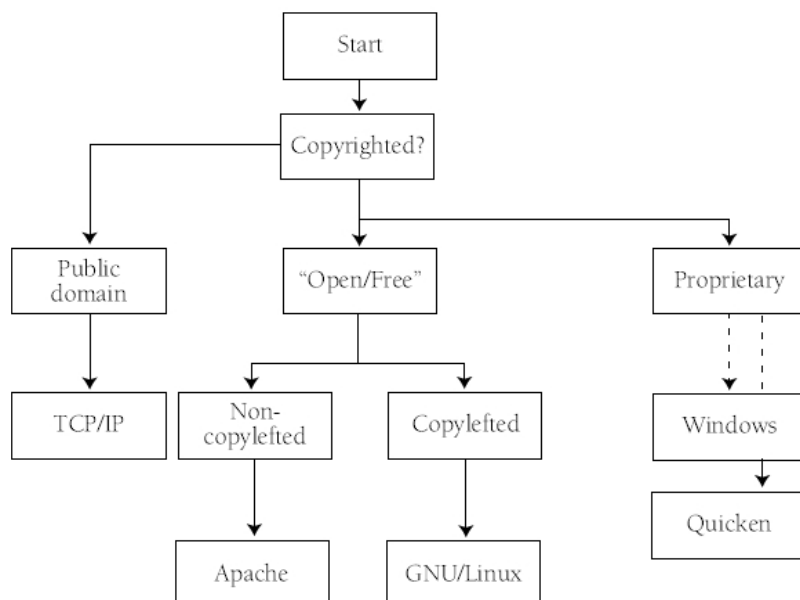 Start
Copyrighted?
Public
domain
“Open/Free”
Proprietary
TCP/IP
Non-
copylefted
Copylefted
Windows
Quicken
Apache
GNU/Linux